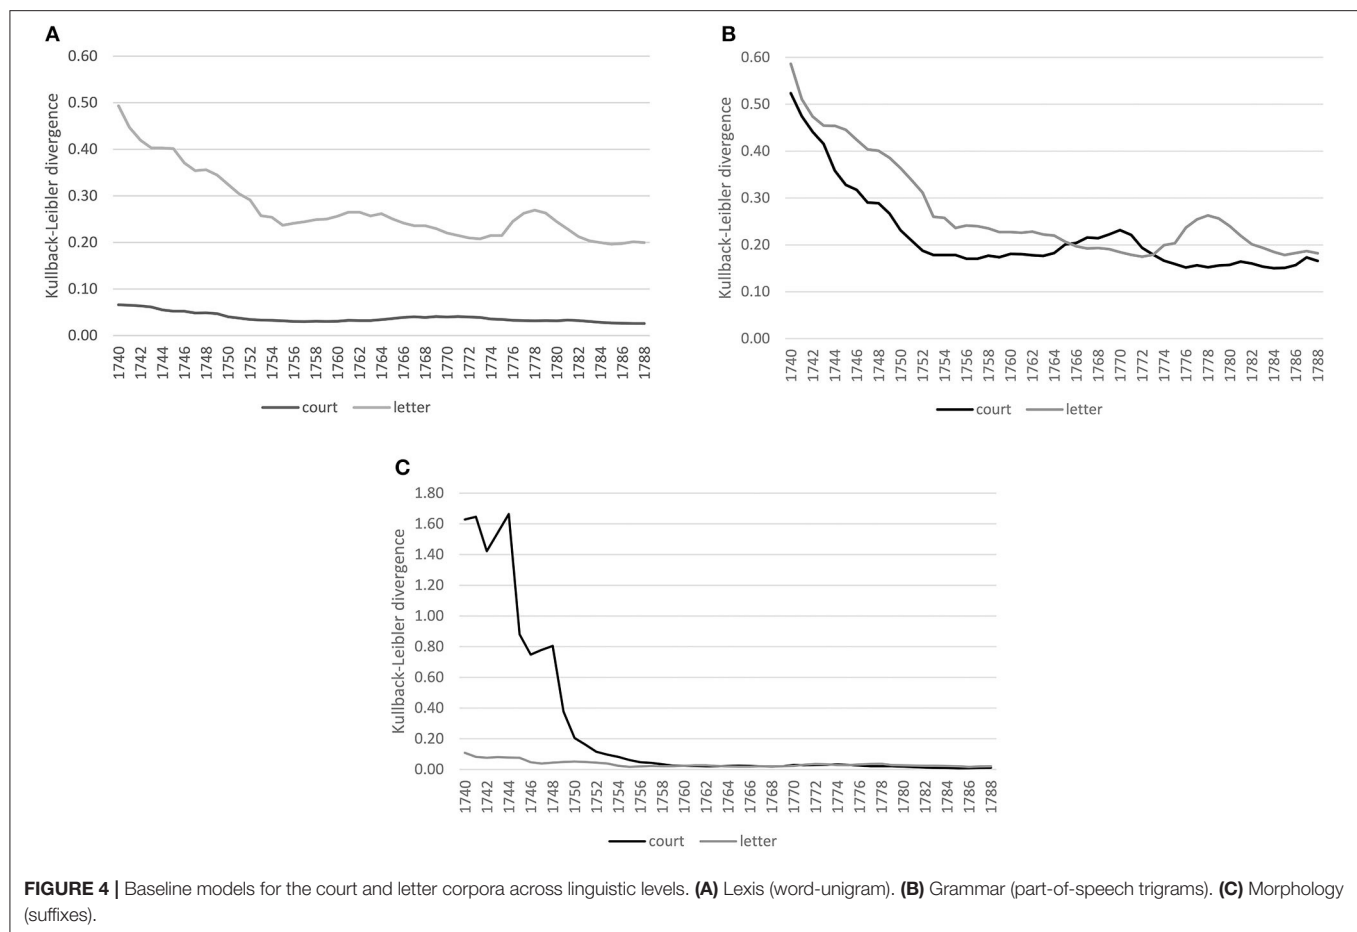 A
0.60
0.50
0.40
0.30
0.20
0.10
0.00
Kullback-Leibler divergence
1740 1742 1744 1746 1748 1750 1752 1754 1756 1758 1760 1762 1764 1766 1768 1770 1772 1774 1776 1778 1780 1782 1784 1786 1788
court letter
B
0.60
0.50
0.40
0.30
0.20
0.10
0.00
Kullback-Leibler divergence
1740 1742 1744 1746 1748 1750 1752 1754 1756 1758 1760 1762 1764 1766 1768 1770 1772 1774 1776 1778 1780 1782 1784 1786 1788
court letter
C
1.80
1.60
1.40
1.20
1.00
0.80
0.60
0.40
0.20
0.00
Kullback-Leibler divergence
1740 1742 1744 1746 1748 1750 1752 1754 1756 1758 1760 1762 1764 1766 1768 1770 1772 1774 1776 1778 1780 1782 1784 1786 1788
court letter
FIGURE 4 | Baseline models for the court and letter corpora across linguistic levels. (A) Lexis (word-unigram). (B) Grammar (part-of-speech trigrams). (C) Morphology
(suffixes).